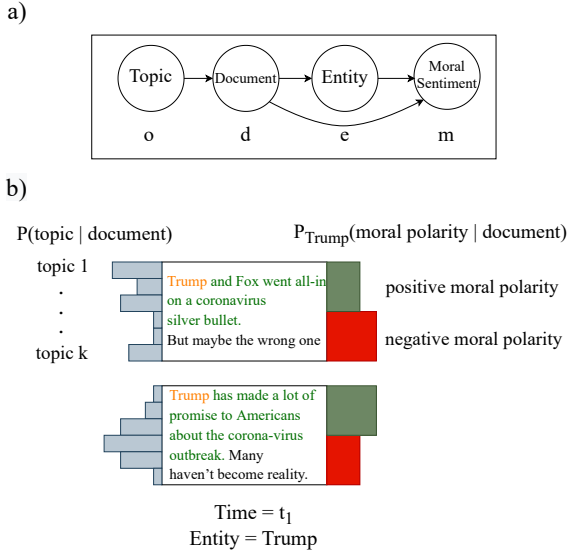 a)
Topic
Document
Entity
Moral
Sentiment
o
d
e
m
b)
P(topic | document)
P_Trump(moral polarity | document)
topic 1
.
.
.
.
topic k
Trump and Fox went all-in
on a coronavirus
silver bullet.
But maybe the wrong one
positive moral polarity
negative moral polarity
Trump has made a lot of
promise to Americans
about the corona-virus
outbreak. Many
haven't become reality.
Time = t₁
Entity = Trump